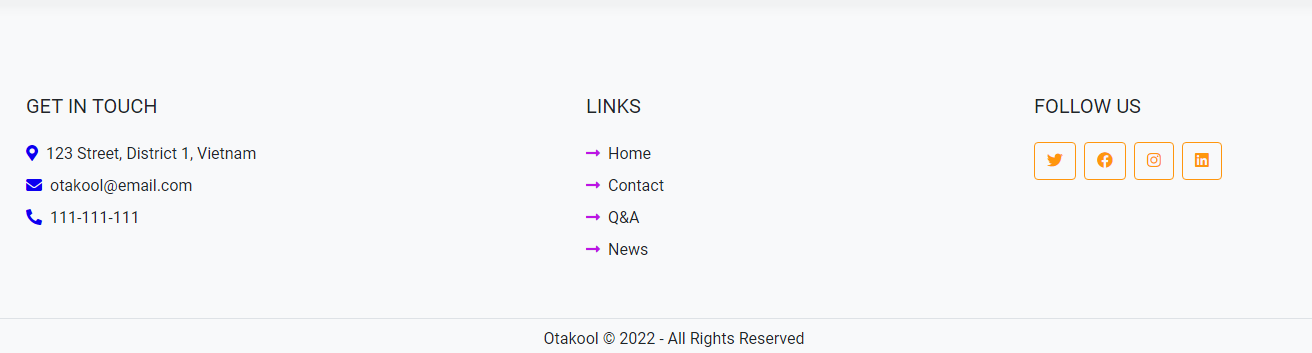 GET IN TOUCH
123 Street, District 1, Vietnam
otakool@email.com
111-111-111
LINKS
Home
Contact
Q&A
News
FOLLOW US
Otakool © 2022 - All Rights Reserved